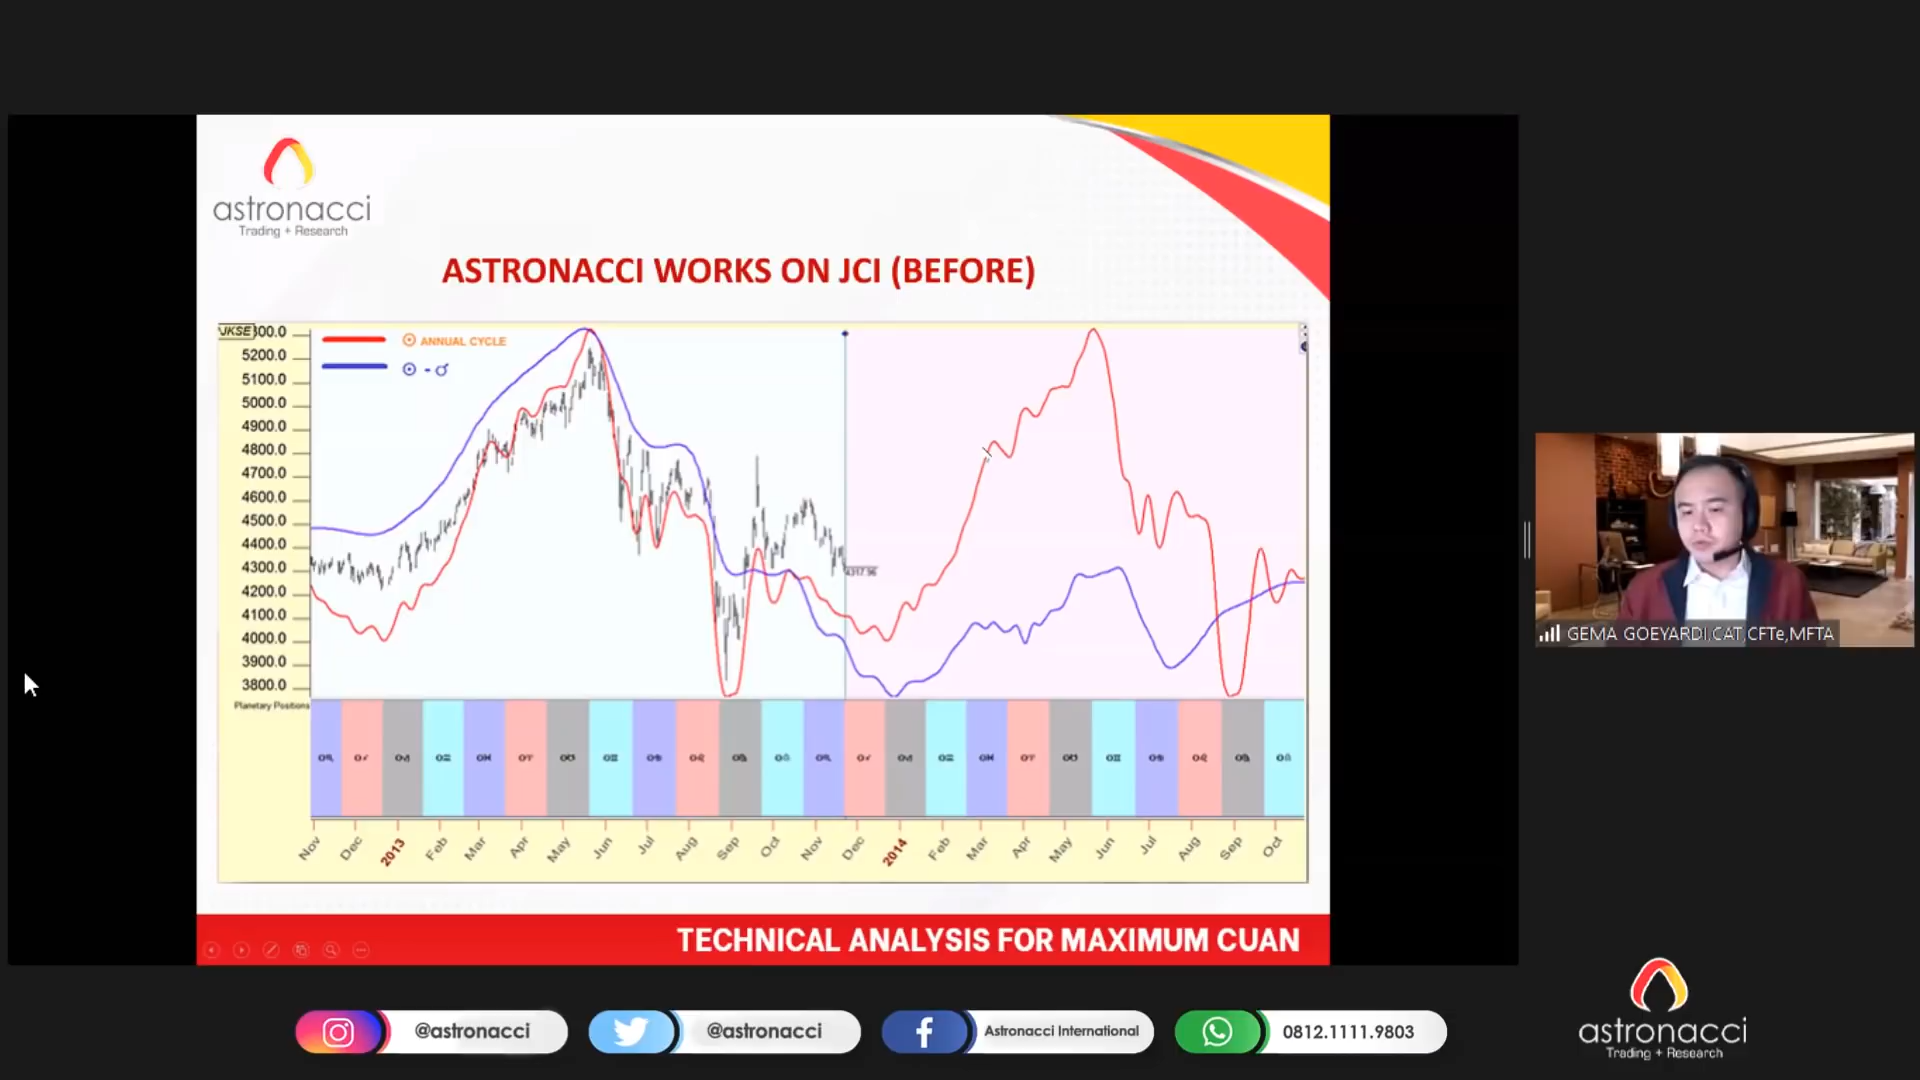 astronacci
Trading + Research
ASTRONACCI WORKS ON JCI (BEFORE)
JKSE
300.0
ANNUAL CYCLE
5200.0
5100.0
5000.0
4900.0
4800.0
4700.0
4600.0
4500.0
4400.0
4300.0
4200.0
4100.0
4000.0
3900.0
3800.0
Planetary Positions
Nov
Dec
2013
Feb
Mar
Apr
May
Jun
Jul
Aug
Sep
Oct
Nov
Dec
2014
Feb
Mar
Apr
May
Jun
Jul
Aug
Sep
Oct
TECHNICAL ANALYSIS FOR MAXIMUM CUAN
GEMA GOEYARDI,CAT,CFTe,MFTA
@astronacci
@astronacci
Astronacci International
0812.1111.9803
astronacci
Trading + Research